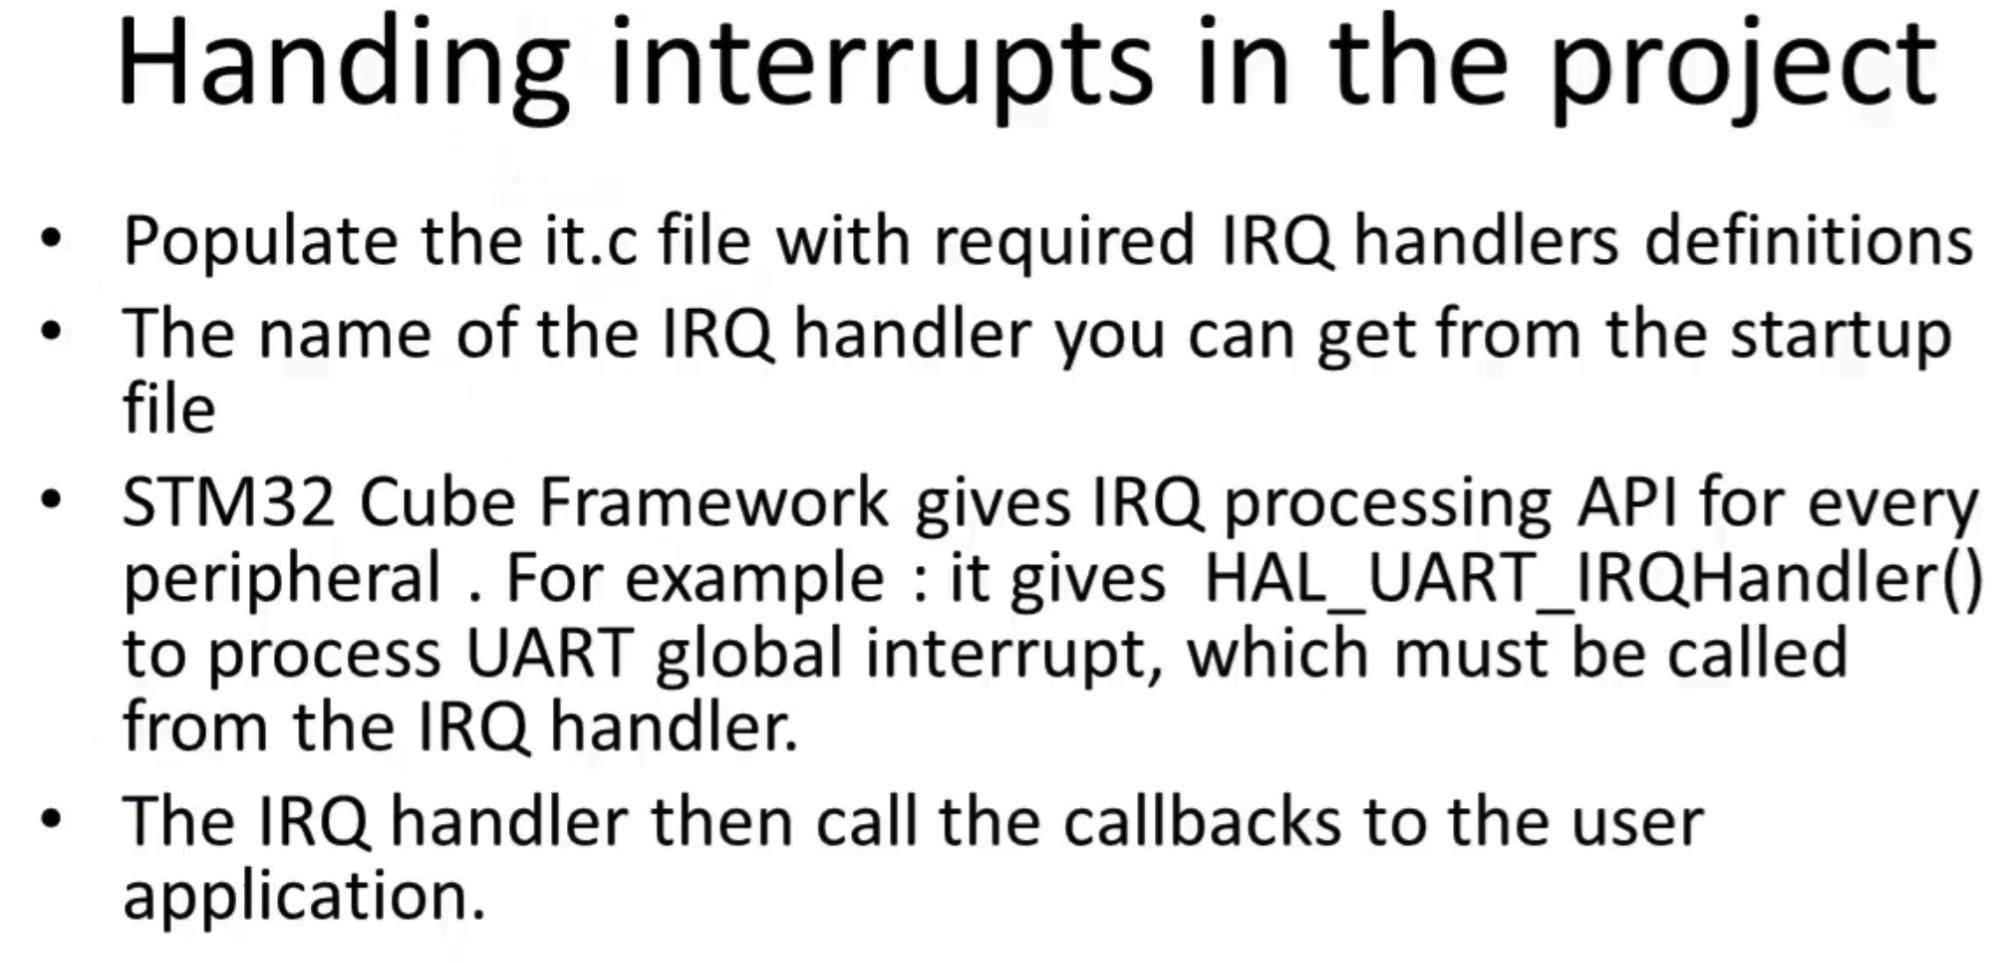 Handing interrupts in the project
• Populate the it.c file with required IRQ handlers definitions
• The name of the IRQ handler you can get from the startup
file
• STM32 Cube Framework gives IRQ processing API for every
peripheral . For example : it gives HAL_UART_IRQHandler()
to process UART global interrupt, which must be called
from the IRQ handler.
• The IRQ handler then call the callbacks to the user
application.